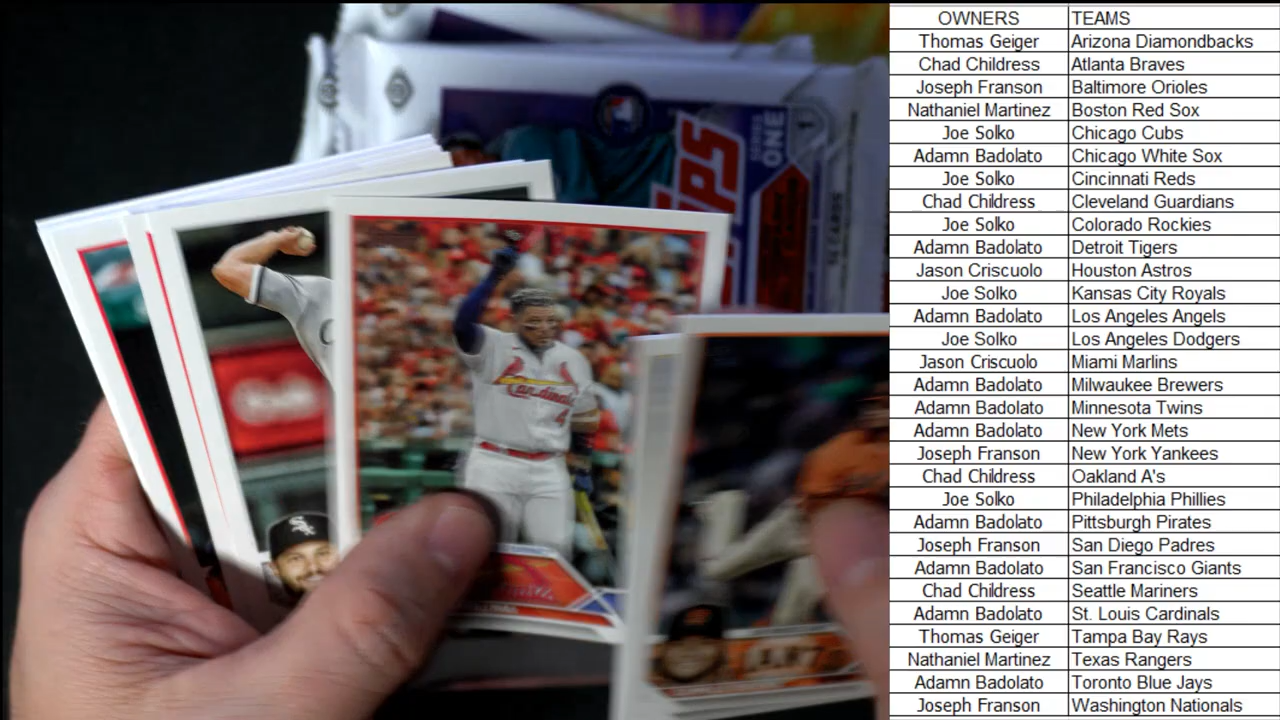 OWNERS TEAMS
Thomas Geiger Arizona Diamondbacks
Chad Childress Atlanta Braves
Joseph Franson Baltimore Orioles
Nathaniel Martinez Boston Red Sox
Joe Solko Chicago Cubs
Adamn Badolato Chicago White Sox
Joe Solko Cincinnati Reds
Chad Childress Cleveland Guardians
Joe Solko Colorado Rockies
Adamn Badolato Detroit Tigers
Jason Criscuolo Houston Astros
Joe Solko Kansas City Royals
Adamn Badolato Los Angeles Angels
Joe Solko Los Angeles Dodgers
Jason Criscuolo Miami Marlins
Adamn Badolato Milwaukee Brewers
Adamn Badolato Minnesota Twins
Adamn Badolato New York Mets
Joseph Franson New York Yankees
Chad Childress Oakland A's
Joe Solko Philadelphia Phillies
Adamn Badolato Pittsburgh Pirates
Joseph Franson San Diego Padres
Adamn Badolato San Francisco Giants
Chad Childress Seattle Mariners
Adamn Badolato St. Louis Cardinals
Thomas Geiger Tampa Bay Rays
Nathaniel Martinez Texas Rangers
Adamn Badolato Toronto Blue Jays
Joseph Franson Washington Nationals
SERIES
ONE
Cardinals
4